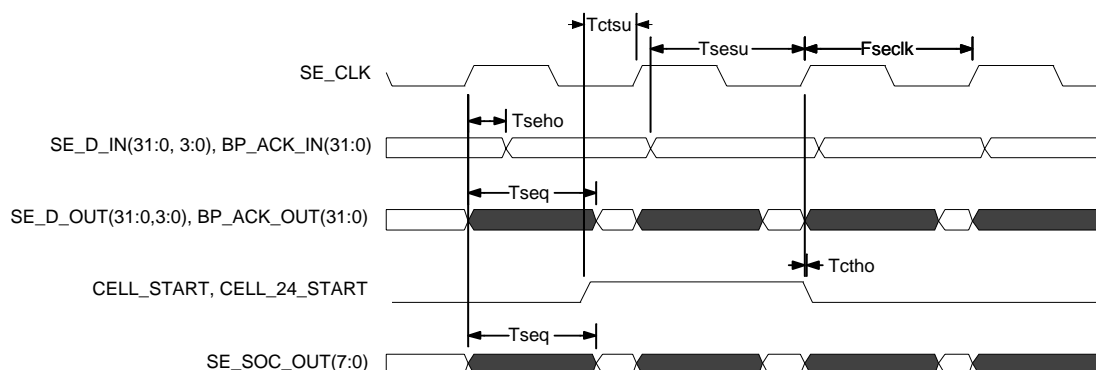 Tctsu
Tsesu
Fseclk
SE_CLK
Tseho
SE_D_IN(31:0, 3:0), BP_ACK_IN(31:0)
Tseq
SE_D_OUT(31:0,3:0), BP_ACK_OUT(31:0)
Tctho
CELL_START, CELL_24_START
Tseq
SE_SOC_OUT(7:0)